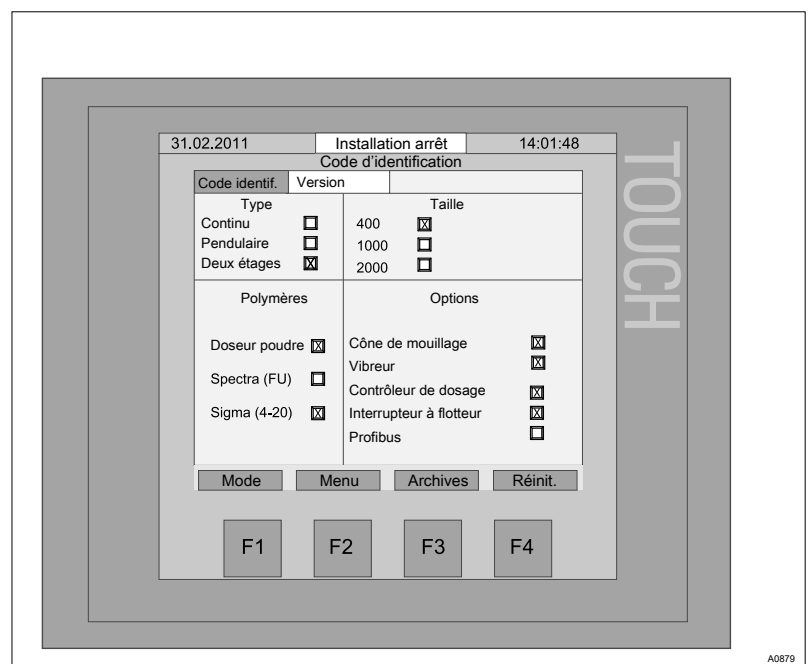 31.02.2011 Installation arrêt 14:01:48
Code d'identification
Code identif. Version
Type Taille
Continu 400 X
Pendulaire 1000
Deux étages X 2000
Polymères Options
Doseur poudre X Cône de mouillage X
Vibreur X
Spectra (FU)
Contrôleur de dosage X
Sigma (4-20) X Interrupteur à flotteur X
Profibus
Mode Menu Archives Réinit.
F1 F2 F3 F4
TOUCH
A0879